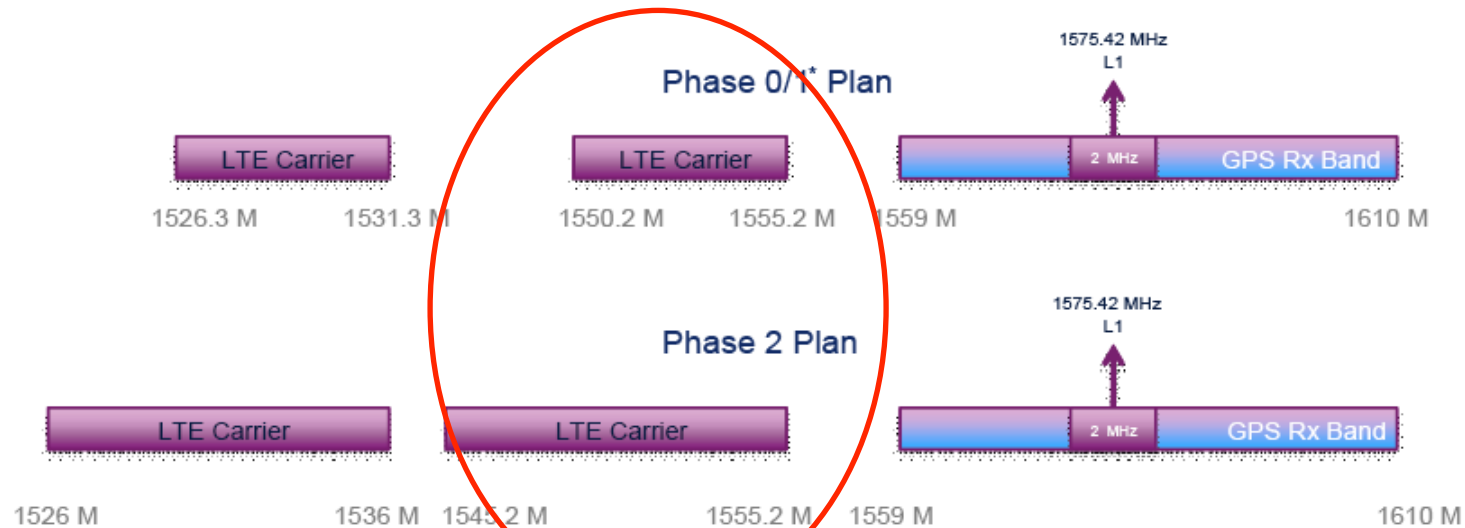 1575.42 MHz
L1
Phase 0/1* Plan
LTE Carrier LTE Carrier 2 MHz GPS Rx Band
1526.3 M 1531.3 M 1550.2 M 1555.2 M 1559 M 1610 M
1575.42 MHz
L1
Phase 2 Plan
LTE Carrier LTE Carrier 2 MHz GPS Rx Band
1526 M 1536 M 1545.2 M 1555.2 M 1559 M 1610 M